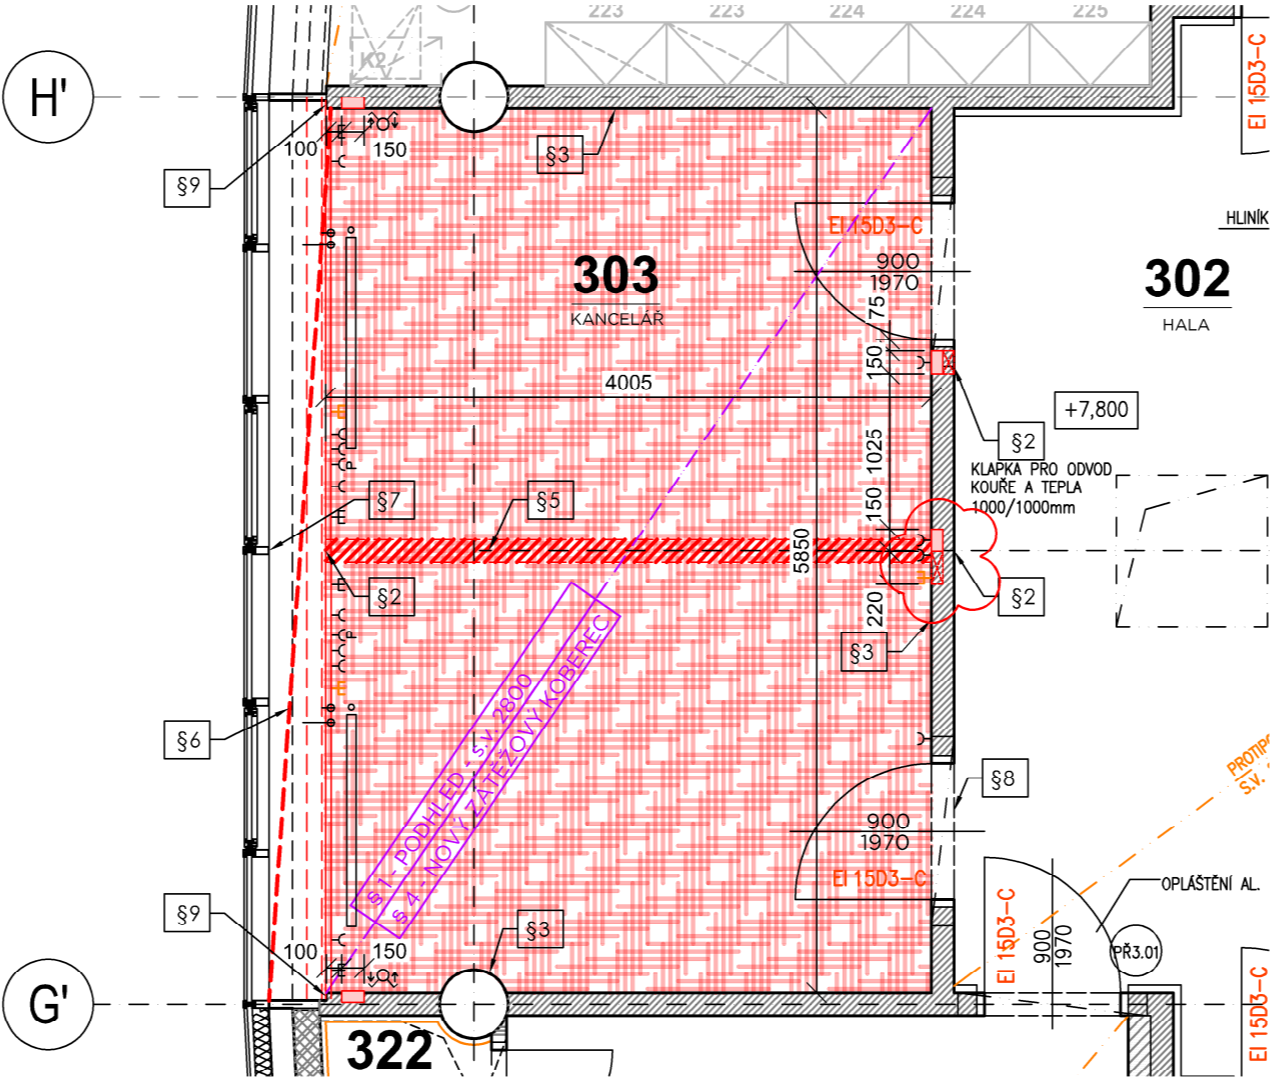 223
223
224
224
225
K2
EI 15D3-C
H'
100
150
§3
§9
EI 15D3-C
HLINÍK
303
KANCELÁŘ
900
1970
302
HALA
75
150
4005
+7,800
§2
1025
KLAPKA PRO ODVOD
KOUŘE A TEPLA
1000/1000mm
§7
§5
150
5850
§2
§2
220
§3
§6
§1 - PODHLED - s.v. 2800
§4 - NOVÝ ZÁTĚŽOVÝ KOBEREC
§8
900
1970
EI 15D3-C
S.V.
OPLÁŠTĚNÍ AL.
§9
§3
EI 15D3-C
900
1970
PŘ3.01
100
150
G'
322
EI 15D3-C